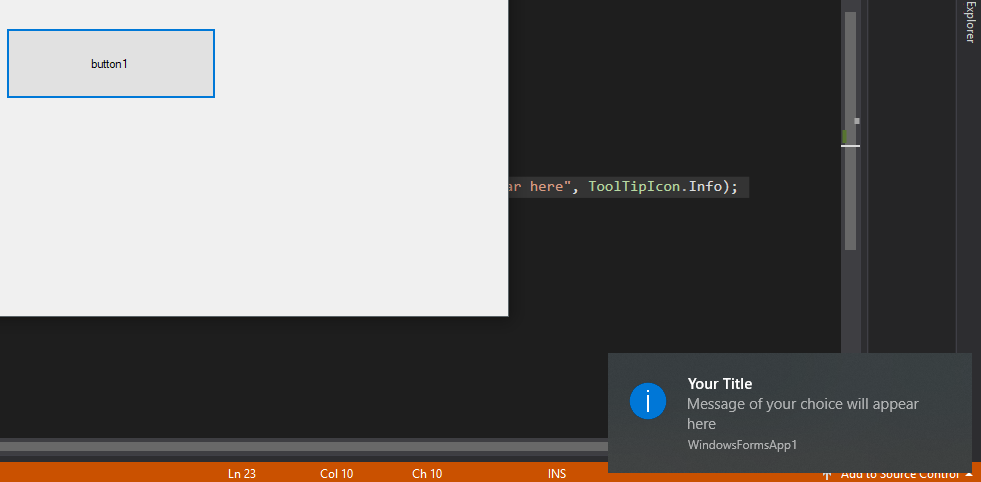 Explorer
button1
ar here", ToolTipIcon.Info);
Your Title
Message of your choice will appear
here
WindowsFormsApp1
Ln 23 Col 10 Ch 10 INS Add to Source Control